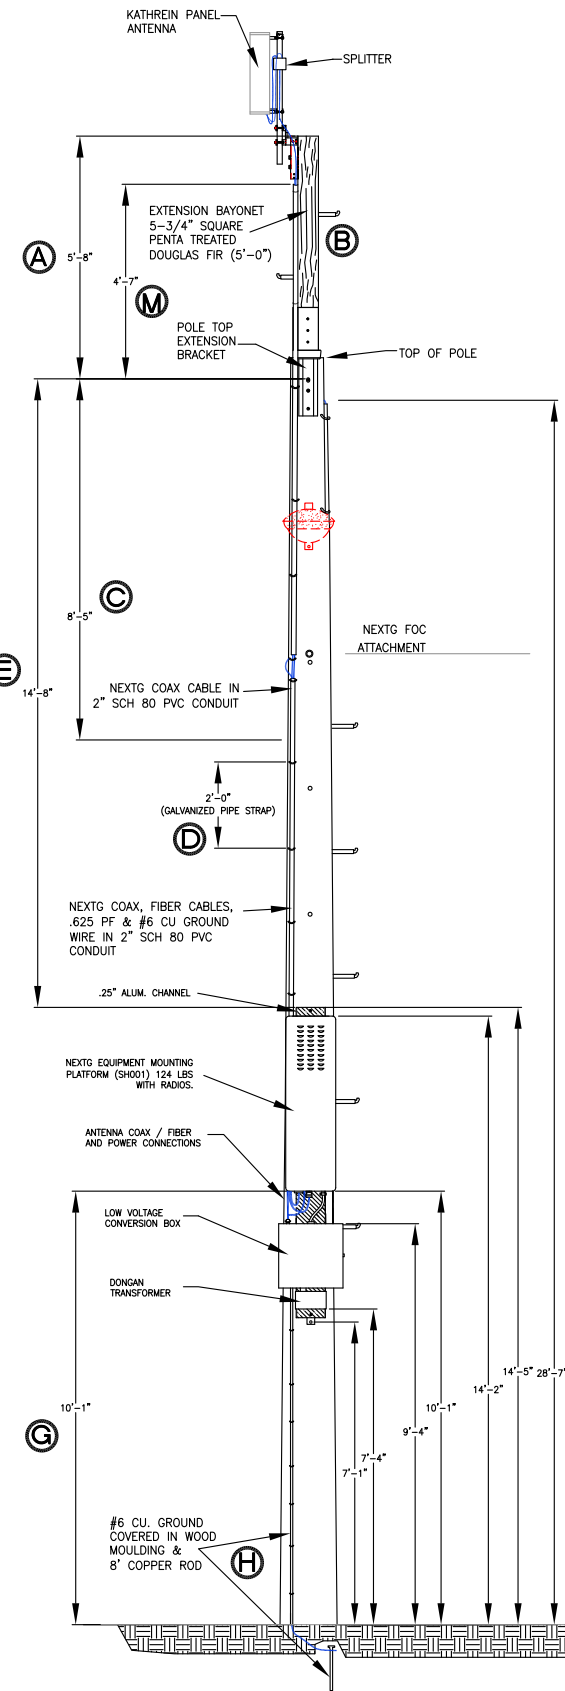 KATHREIN PANEL
ANTENNA
SPLITTER
EXTENSION BAYONET
5-3/4" SQUARE
PENTA TREATED
DOUGLAS FIR (5'-0")
B
A
5'-8"
4'-7"
M
POLE TOP
EXTENSION
BRACKET
TOP OF POLE
C
8'-5"
NEXTG FOC
ATTACHMENT
E
14'-8"
NEXTG COAX CABLE IN
2" SCH 80 PVC CONDUIT
2'-0"
(GALVANIZED PIPE STRAP)
D
NEXTG COAX, FIBER CABLES,
.625 PF & #6 CU GROUND
WIRE IN 2" SCH 80 PVC
CONDUIT
.25" ALUM. CHANNEL
NEXTG EQUIPMENT MOUNTING
PLATFORM (SH001) 124 LBS
WITH RADIOS.
ANTENNA COAX / FIBER
AND POWER CONNECTIONS
LOW VOLTAGE
CONVERSION BOX
DONGAN
TRANSFORMER
14'-5"
28'-7"
14'-2"
10'-1"
10'-1"
9'-4"
7'-4"
7'-1"
G
#6 CU. GROUND
COVERED IN WOOD
MOULDING &
8' COPPER ROD
H